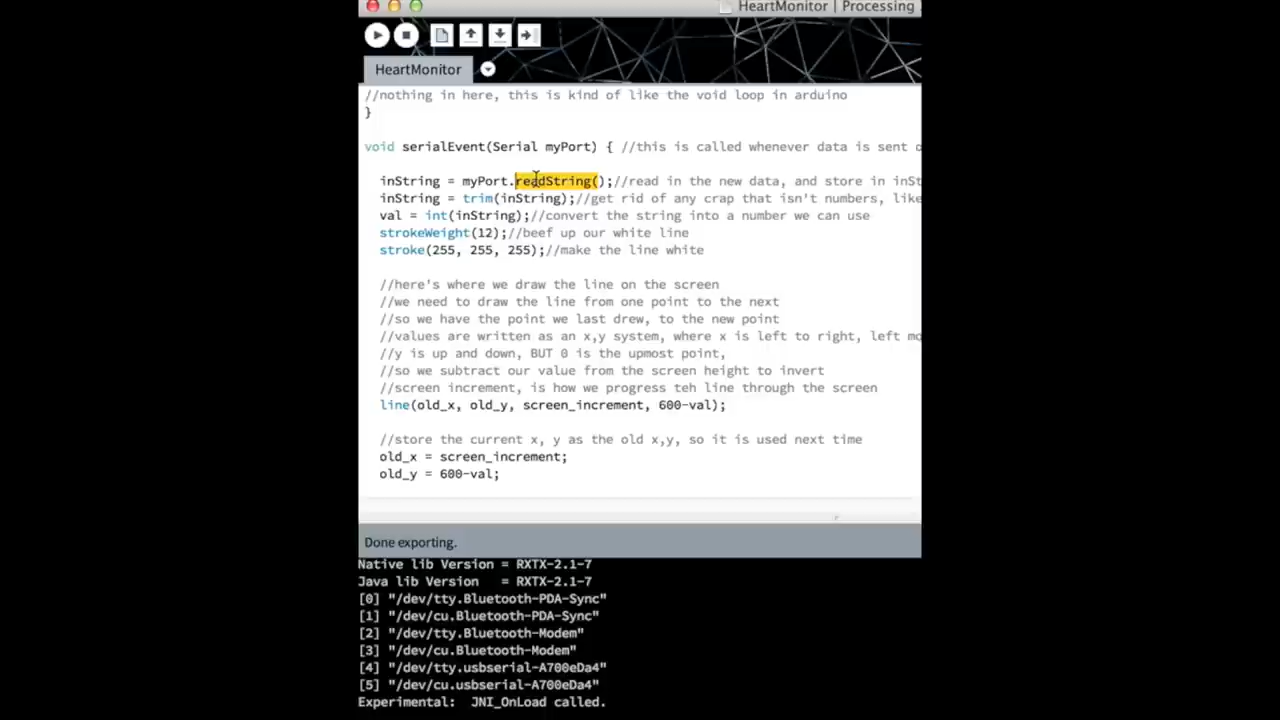 HeartMonitor | Processing
HeartMonitor
//nothing in here, this is kind of like the void loop in arduino
}
void serialEvent(Serial myPort) { //this is called whenever data is sent
inString = myPort.readString();//read in the new data, and store in inSt
inString = trim(inString);//get rid of any crap that isn't numbers, like
val = int(inString);//convert the string into a number we can use
strokeWeight(12);//beef up our white line
stroke(255, 255, 255);//make the line white
//here's where we draw the line on the screen
//we need to draw the line from one point to the next
//so we have the point we last drew, to the new point
//values are written as an x,y system, where x is left to right, left mo
//y is up and down, BUT 0 is the upmost point,
//so we subtract our value from the screen height to invert
//screen increment, is how we progress teh line through the screen
line(old_x, old_y, screen_increment, 600-val);
//store the current x, y as the old x,y, so it is used next time
old_x = screen_increment;
old_y = 600-val;
Done exporting.
Native lib Version = RXTX-2.1-7
Java lib Version   = RXTX-2.1-7
[0] "/dev/tty.Bluetooth-PDA-Sync"
[1] "/dev/cu.Bluetooth-PDA-Sync"
[2] "/dev/tty.Bluetooth-Modem"
[3] "/dev/cu.Bluetooth-Modem"
[4] "/dev/tty.usbserial-A700eDa4"
[5] "/dev/cu.usbserial-A700eDa4"
Experimental:  JNI_OnLoad called.